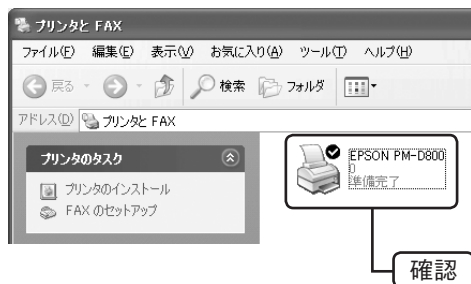 プリンタと FAX
ファイル(F) 編集(E) 表示(V) お気に入り(A) ツール(T) ヘルプ(H)
戻る 検索 フォルダ
アドレス(D) プリンタと FAX
プリンタのタスク
プリンタのインストール
FAX のセットアップ
EPSON PM-D800
0
準備完了
確認